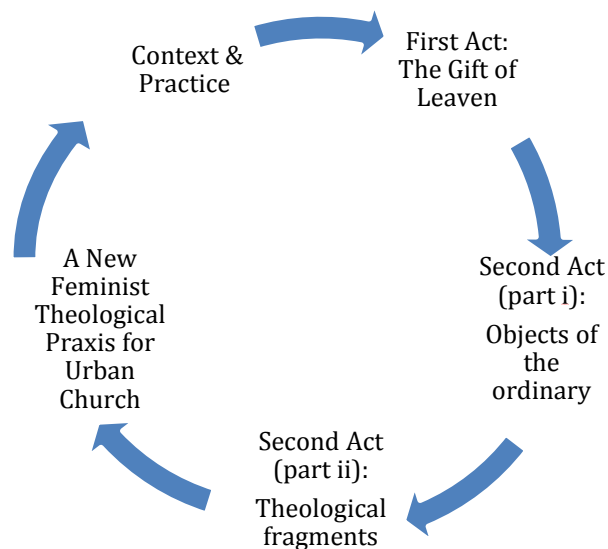 Context &
Practice
First Act:
The Gift of
Leaven
Second Act
(part i):
Objects of
the
ordinary
Second Act
(part ii):
Theological
fragments
A New
Feminist
Theological
Praxis for
Urban
Church